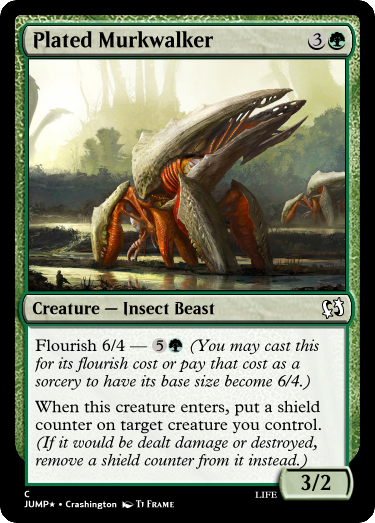 Plated Murkwalker 3
Creature — Insect Beast
Flourish 6/4 — 5 (You may cast this
for its flourish cost or pay that cost as a
sorcery to have its base size become 6/4.)
When this creature enters, put a shield
counter on target creature you control.
(If it would be dealt damage or destroyed,
remove a shield counter from it instead.)
3/2
C
JUMP★ • Crashington Ti Frame
LIFE